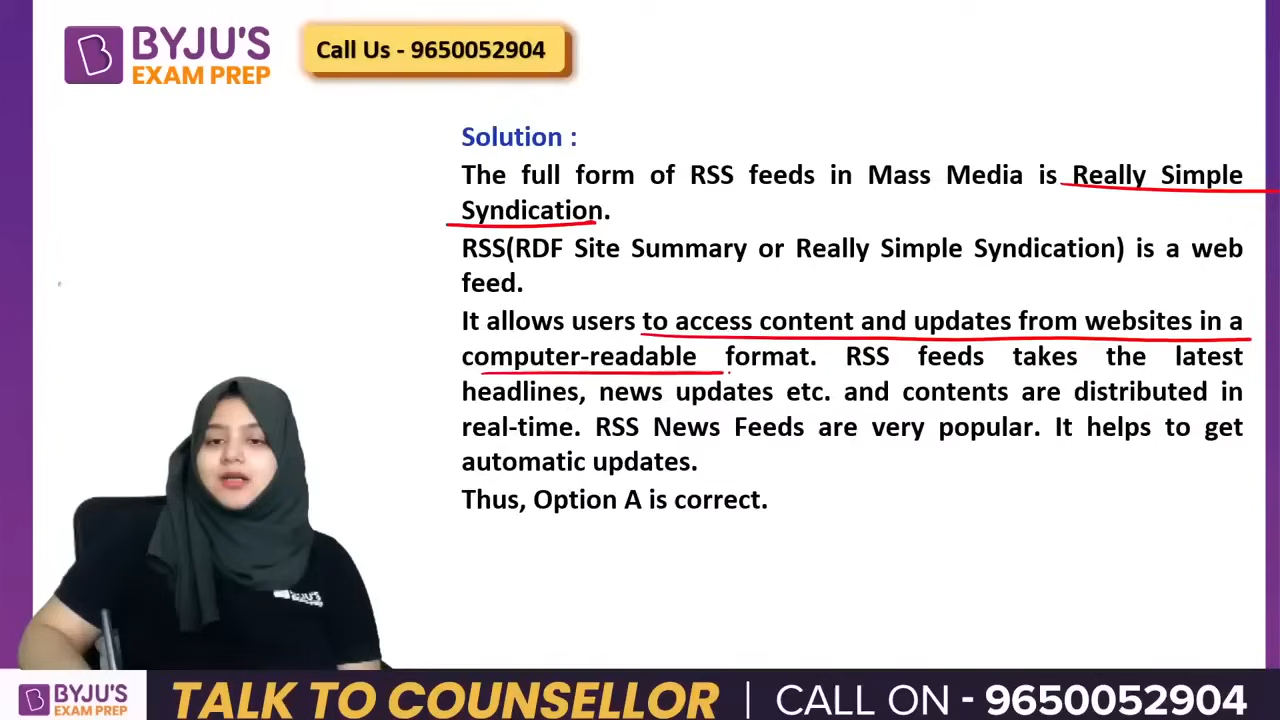 BYJU'S
EXAM PREP
Call Us - 9650052904
Solution :
The full form of RSS feeds in Mass Media is Really Simple
Syndication.
RSS(RDF Site Summary or Really Simple Syndication) is a web
feed.
It allows users to access content and updates from websites in a
computer-readable format. RSS feeds takes the latest
headlines, news updates etc. and contents are distributed in
real-time. RSS News Feeds are very popular. It helps to get
automatic updates.
Thus, Option A is correct.
BYJU'S
EXAM PREP
TALK TO COUNSELLOR | CALL ON - 9650052904